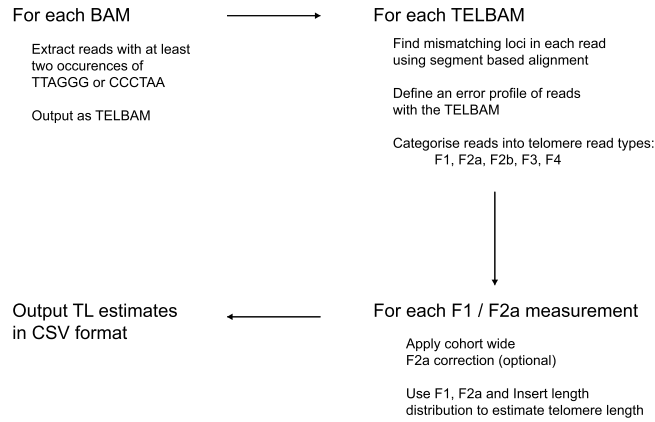 For each BAM
Extract reads with at least
two occurences of
TTAGGG or CCCTAA
Output as TELBAM
For each TELBAM
Find mismatching loci in each read
using segment based alignment
Define an error profile of reads
with the TELBAM
Categorise reads into telomere read types:
F1, F2a, F2b, F3, F4
For each F1 / F2a measurement
Apply cohort wide
F2a correction (optional)
Use F1, F2a and Insert length
distribution to estimate telomere length
Output TL estimates
in CSV format